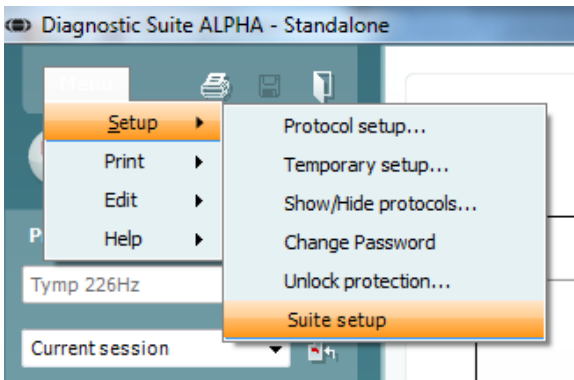 Diagnostic Suite ALPHA - Standalone
Menu
Setup
Protocol setup...
Print
Temporary setup...
Edit
Show/Hide protocols...
Help
Change Password
Unlock protection...
Suite setup
P
Tymp 226Hz
Current session